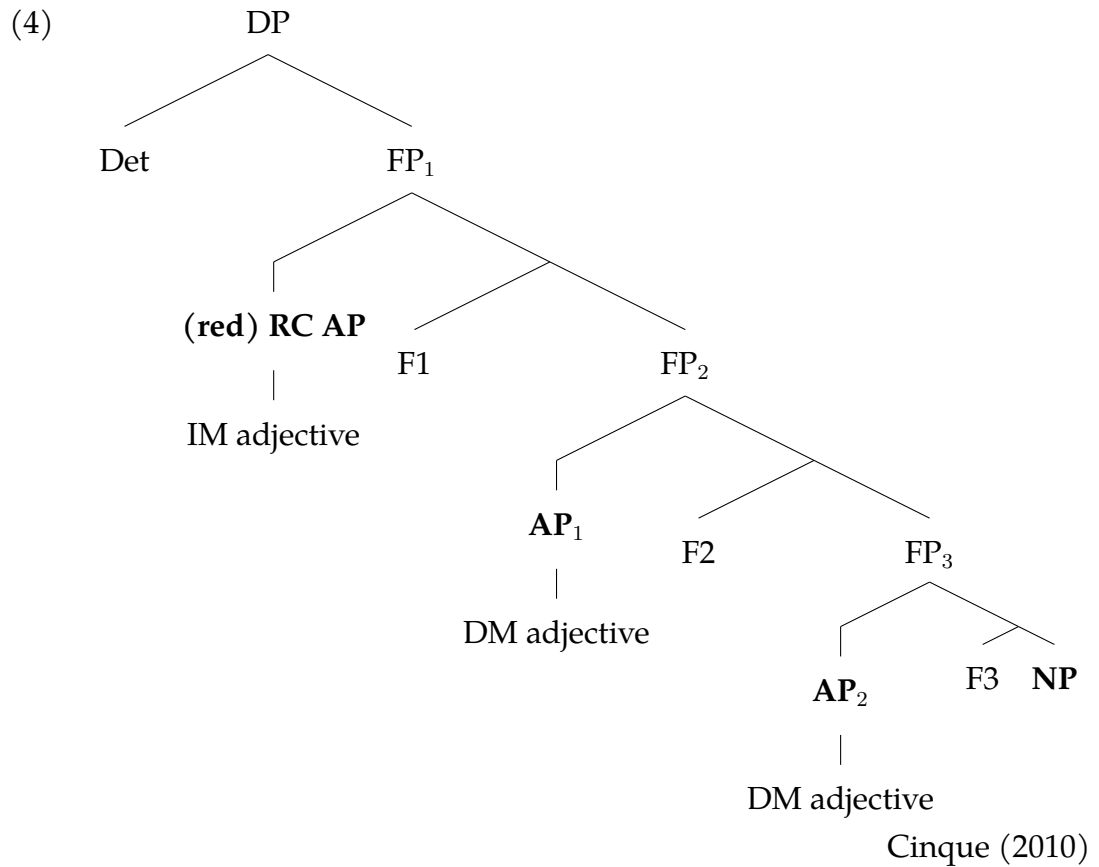 (4) DP
Det FP₁
(red) RC AP
F1 FP₂
IM adjective
AP₁
F2 FP₃
DM adjective
AP₂ F3 NP
DM adjective
Cinque (2010)